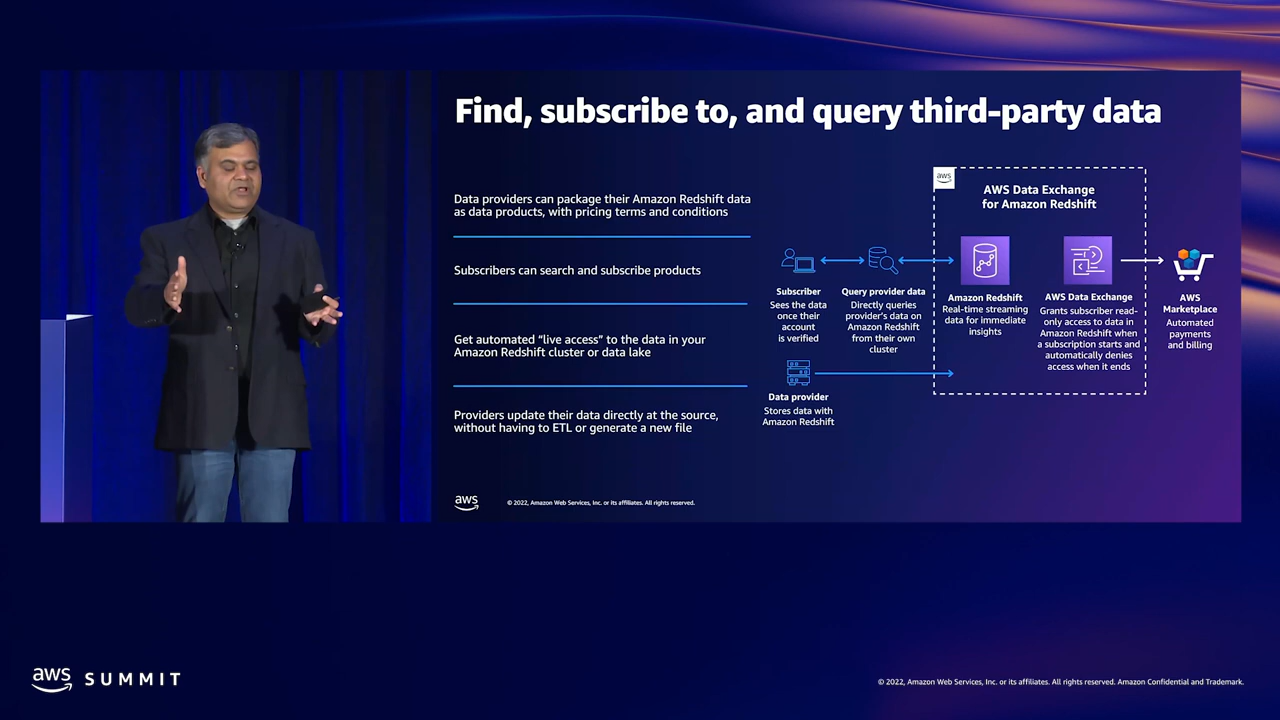 Find, subscribe to, and query third-party data
Data providers can package their Amazon Redshift data
as data products, with pricing terms and conditions
Subscribers can search and subscribe products
Get automated “live access” to the data in your
Amazon Redshift cluster or data lake
Providers update their data directly at the source,
without having to ETL or generate a new file
aws
AWS Data Exchange
for Amazon Redshift
Subscriber
Sees the data
once their
account
is verified
Query provider data
Directly queries
provider’s data on
Amazon Redshift
from their own
cluster
Amazon Redshift
Real-time streaming
data for immediate
insights
AWS Data Exchange
Grants subscriber read-
only access to data in
Amazon Redshift when
a subscription starts and
automatically denies
access when it ends
AWS
Marketplace
Automated
payments
and billing
Data provider
Stores data with
Amazon Redshift
aws
© 2022, Amazon Web Services, Inc. or its affiliates. All rights reserved.
aws SUMMIT
© 2022, Amazon Web Services, Inc. or its affiliates. All rights reserved. Amazon Confidential and Trademark.